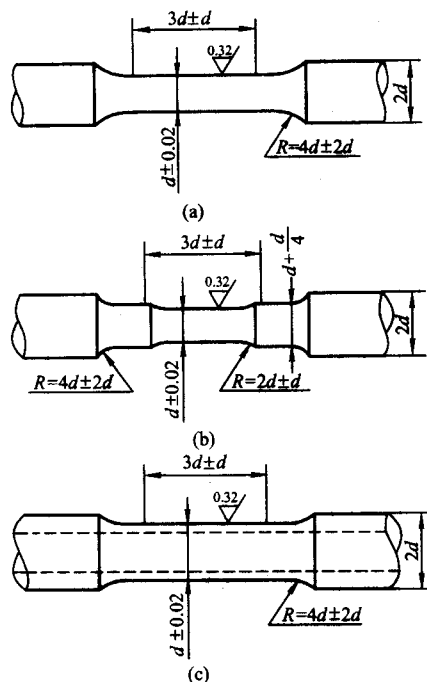 3d±d
0.32
d±0.02
2d
R=4d±2d
(a)
3d±d
0.32
d+d/4
R=4d±2d
d±0.02
R=2d±d
2d
(b)
3d±d
0.32
d±0.02
2d
R=4d±2d
(c)